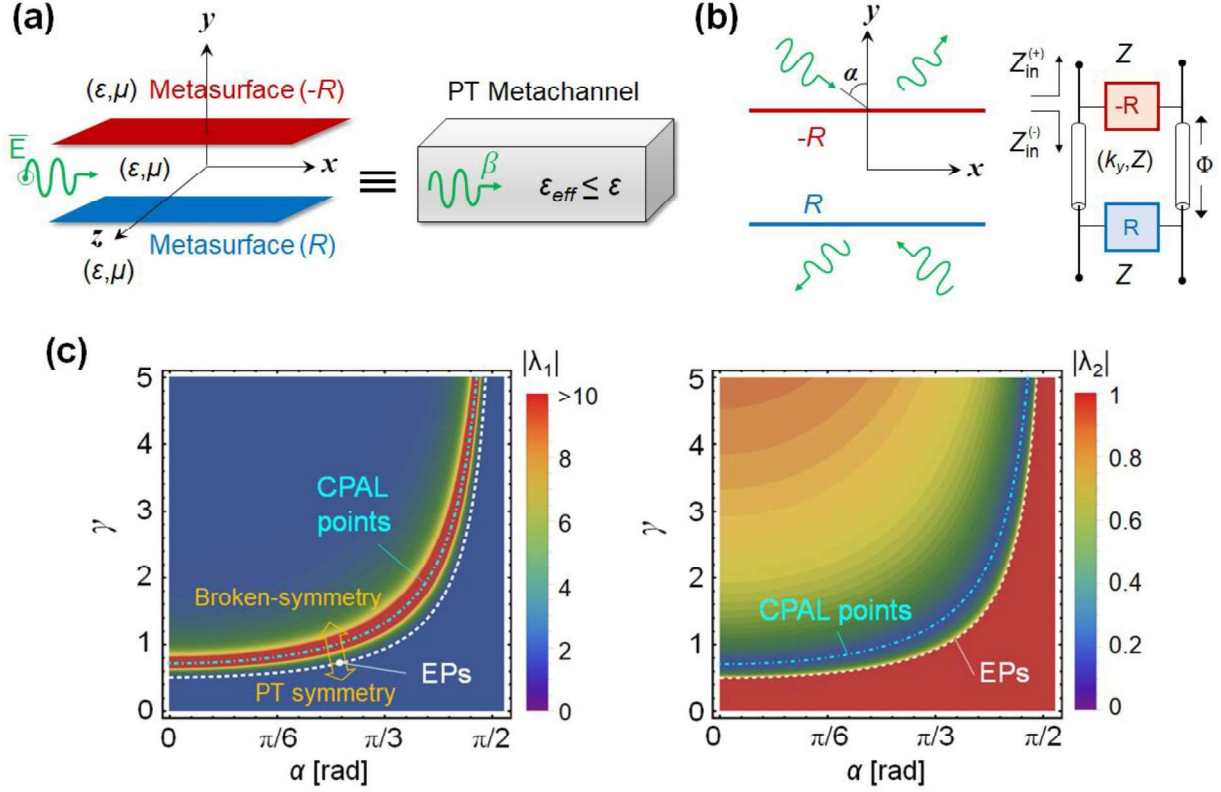 (a)
y
(ε,μ)
Metasurface (-R)
E̅
(ε,μ)
x
z
Metasurface (R)
(ε,μ)
≡
PT Metachannel
β
ε_eff ≤ ε
(b)
y
α
-R
x
R
Z_in^(+)
Z_in^(-)
Z
-R
(k_y,Z)
Φ
R
Z
(c)
|λ₁|
>10
8
6
4
2
0
5
4
3
2
1
0
γ
CPAL
points
Broken-symmetry
EPs
PT symmetry
0
π/6
π/3
π/2
α [rad]
|λ₂|
1
0.8
0.6
0.4
0.2
0
5
4
3
2
1
0
γ
CPAL points
EPs
0
π/6
π/3
π/2
α [rad]